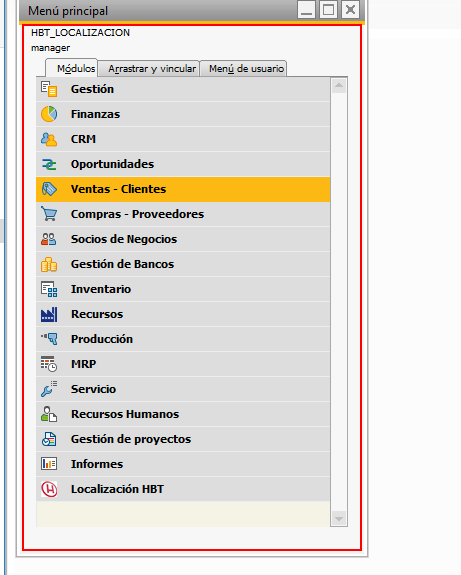 Menú principal
HBT_LOCALIZACION
manager
Módulos Arrastrar y vincular Menú de usuario
Gestión
Finanzas
CRM
Oportunidades
Ventas - Clientes
Compras - Proveedores
Socios de Negocios
Gestión de Bancos
Inventario
Recursos
Producción
MRP
Servicio
Recursos Humanos
Gestión de proyectos
Informes
Localización HBT